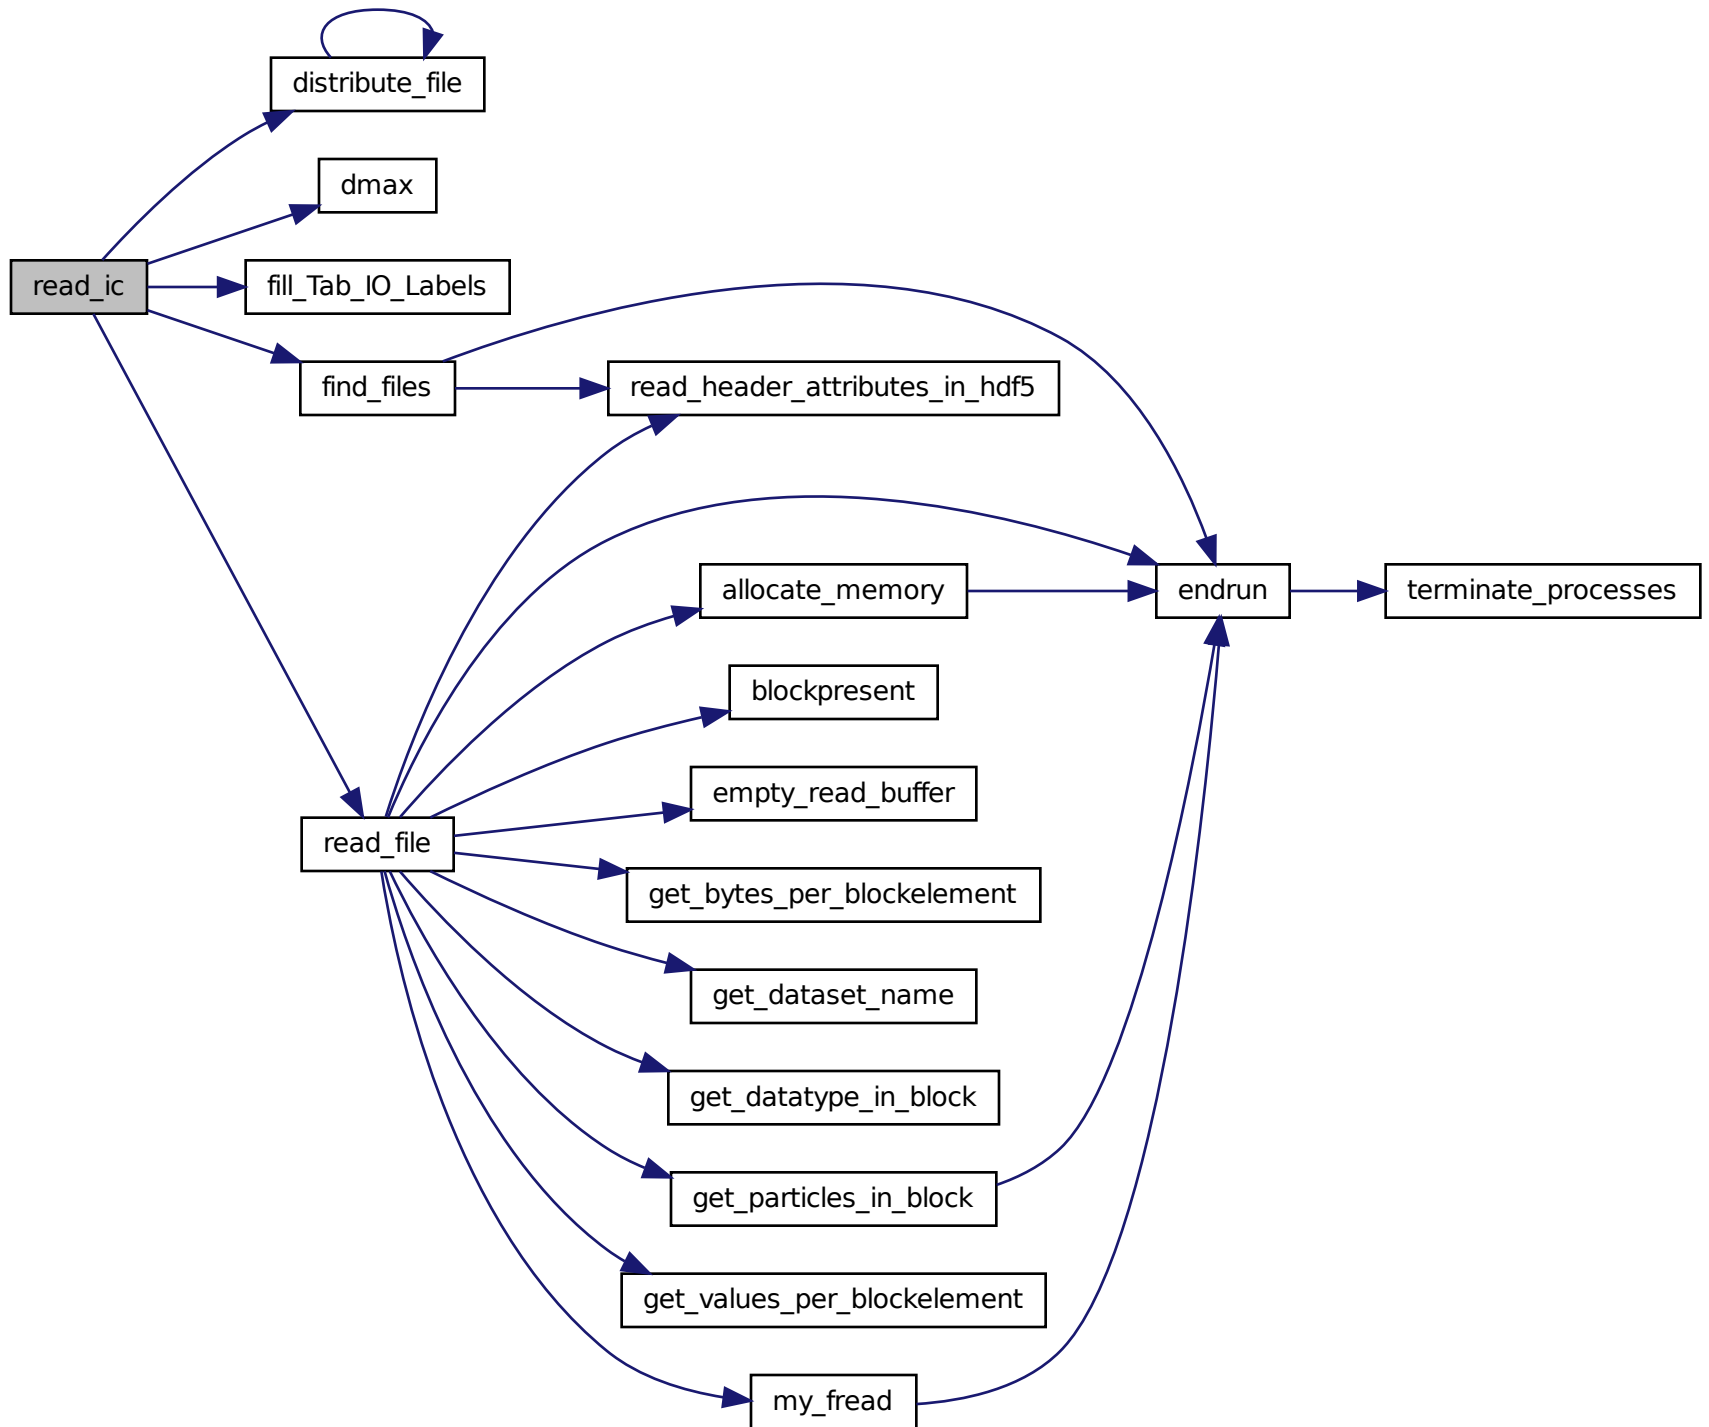 distribute_file
dmax
read_ic
fill_Tab_IO_Labels
find_files
read_header_attributes_in_hdf5
allocate_memory
endrun
terminate_processes
blockpresent
empty_read_buffer
read_file
get_bytes_per_blockelement
get_dataset_name
get_datatype_in_block
get_particles_in_block
get_values_per_blockelement
my_fread